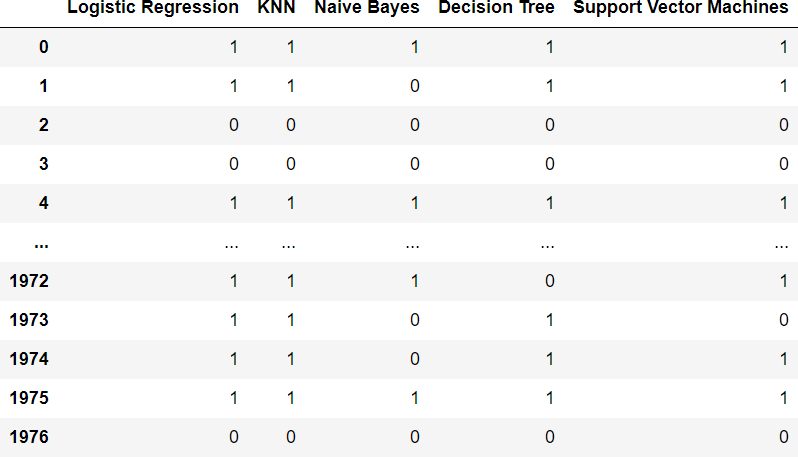 Logistic Regression KNN Naive Bayes Decision Tree Support Vector Machines
0 1 1 1 1 1
1 1 1 0 1 1
2 0 0 0 0 0
3 0 0 0 0 0
4 1 1 1 1 1
... ... ... ... ... ...
1972 1 1 1 0 1
1973 1 1 0 1 0
1974 1 1 0 1 1
1975 1 1 1 1 1
1976 0 0 0 0 0